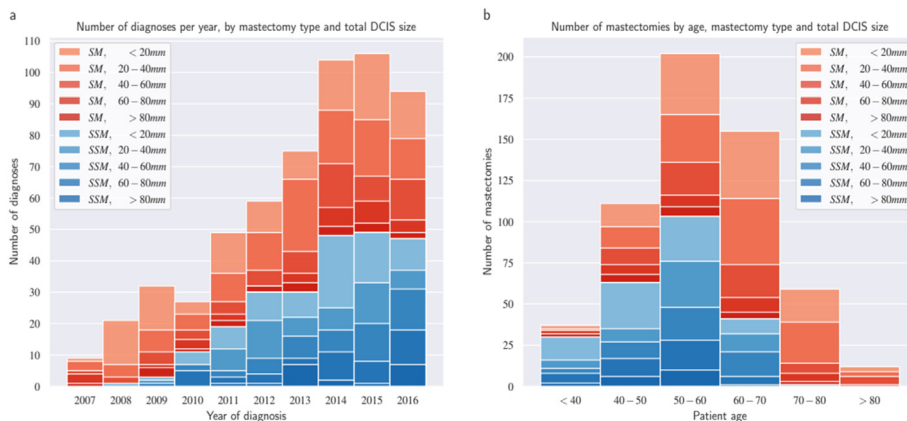 a
Number of diagnoses per year, by mastectomy type and total DCIS size
110
100
90
80
70
60
50
40
30
20
10
0
Number of diagnoses
SM, < 20mm
SM, 20 − 40mm
SM, 40 − 60mm
SM, 60 − 80mm
SM, > 80mm
SSM, < 20mm
SSM, 20 − 40mm
SSM, 40 − 60mm
SSM, 60 − 80mm
SSM, > 80mm
2007 2008 2009 2010 2011 2012 2013 2014 2015 2016
Year of diagnosis
b
Number of mastectomies by age, mastectomy type and total DCIS size
200
175
150
125
100
75
50
25
0
Number of mastectomies
SM, < 20mm
SM, 20 − 40mm
SM, 40 − 60mm
SM, 60 − 80mm
SM, > 80mm
SSM, < 20mm
SSM, 20 − 40mm
SSM, 40 − 60mm
SSM, 60 − 80mm
SSM, > 80mm
< 40 40 − 50 50 − 60 60 − 70 70 − 80 > 80
Patient age